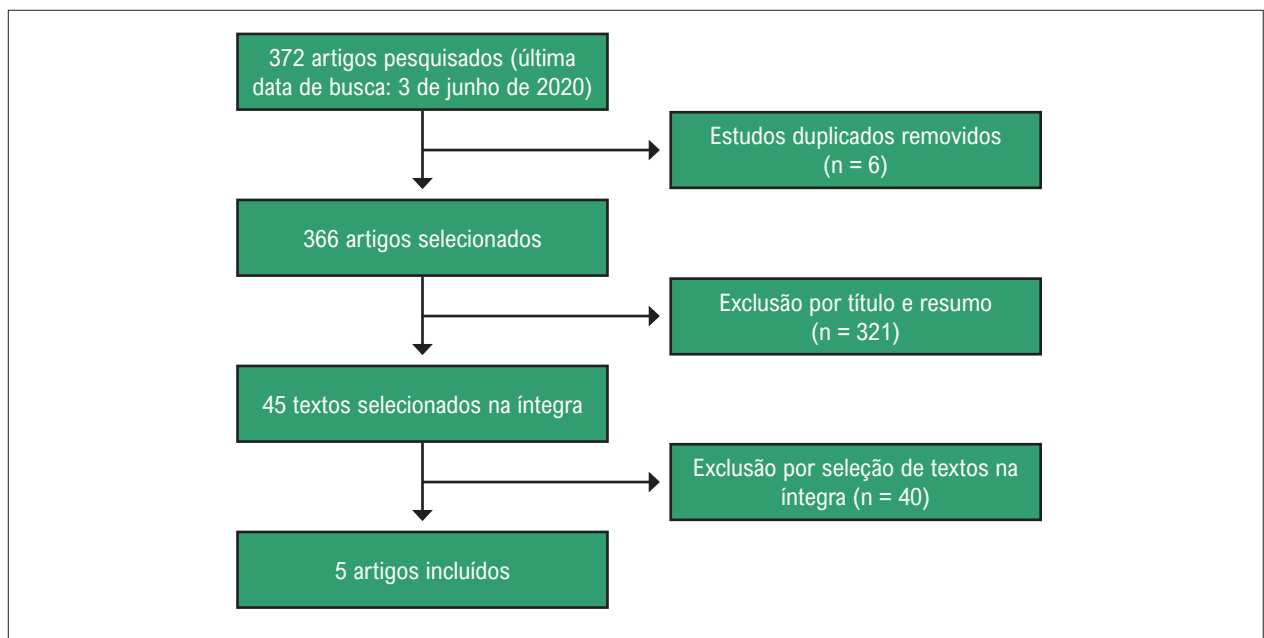 372 artigos pesquisados (última
data de busca: 3 de junho de 2020)
Estudos duplicados removidos
(n = 6)
366 artigos selecionados
Exclusão por título e resumo
(n = 321)
45 textos selecionados na íntegra
Exclusão por seleção de textos na
íntegra (n = 40)
5 artigos incluídos